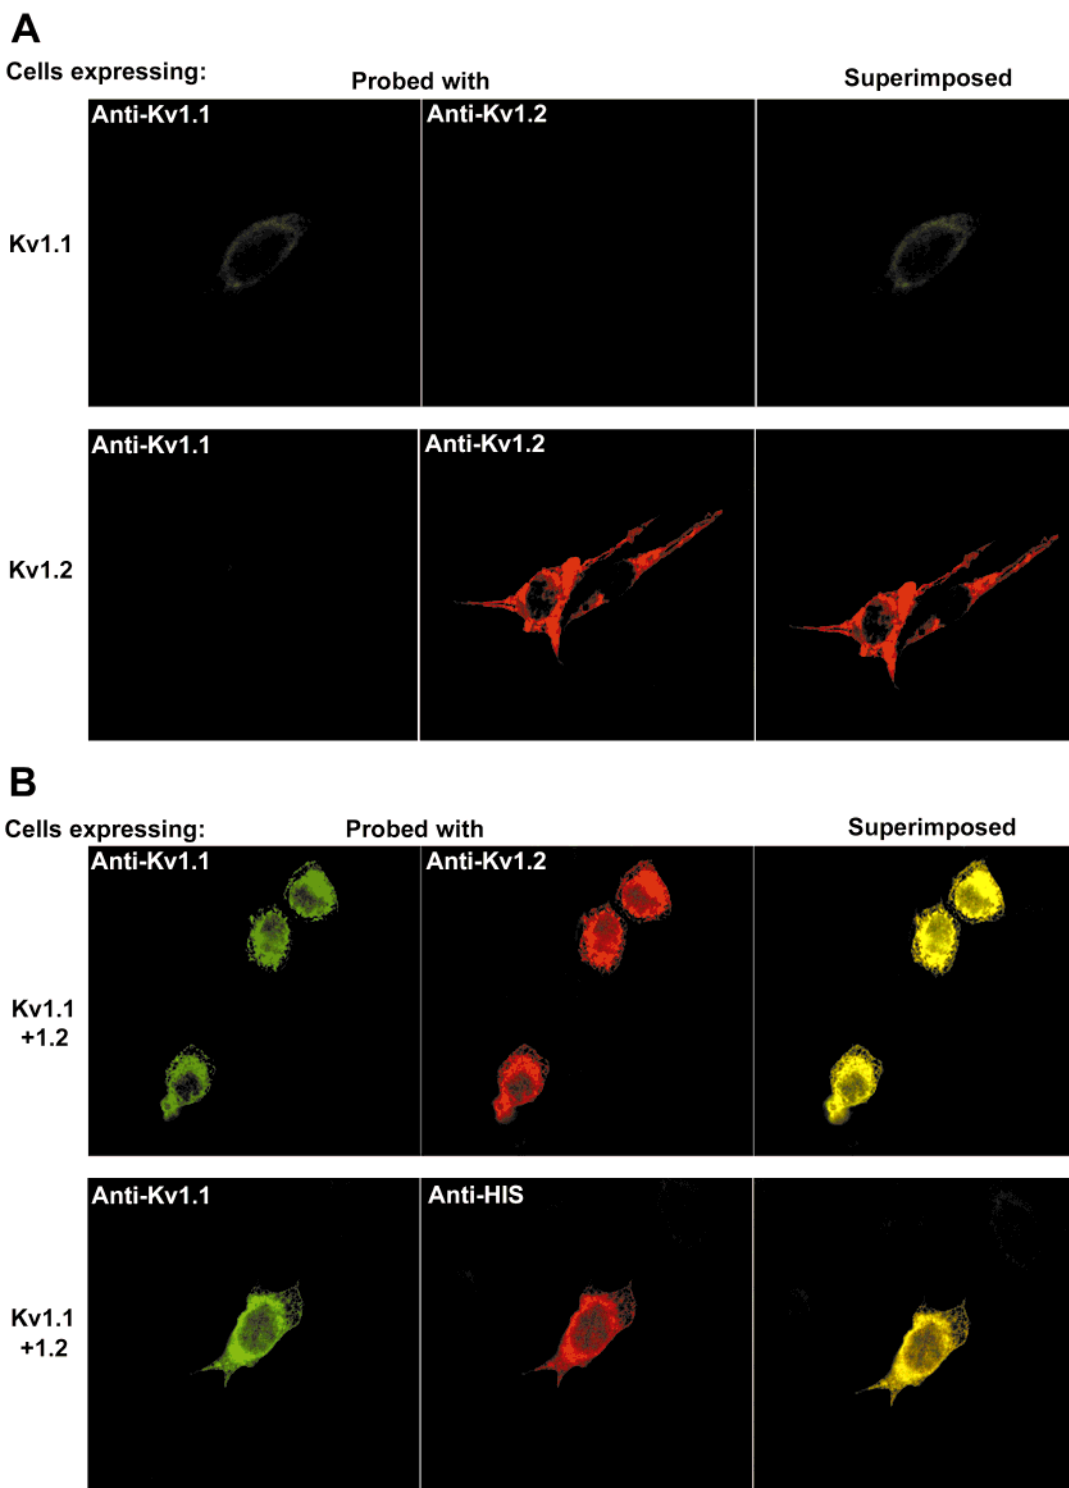 A
Cells expressing:
Probed with
Superimposed
Anti-Kv1.1
Anti-Kv1.2
Kv1.1
Anti-Kv1.1
Anti-Kv1.2
Kv1.2
B
Cells expressing:
Probed with
Superimposed
Anti-Kv1.1
Anti-Kv1.2
Kv1.1
+1.2
Anti-Kv1.1
Anti-HIS
Kv1.1
+1.2